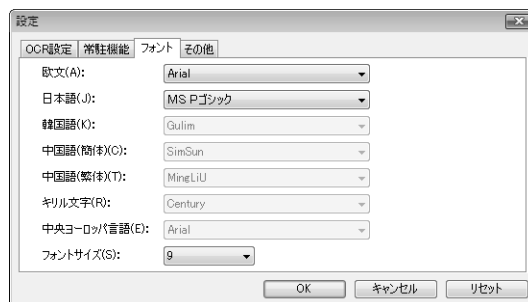 設定
OCR設定 常駐機能 フォント その他
欧文(A): Arial
日本語(J): MS Pゴシック
韓国語(K): Gulim
中国語(簡体)(C): SimSun
中国語(繁体)(T): MingLiU
キリル文字(R): Century
中央ヨーロッパ言語(E): Arial
フォントサイズ(S): 9
OK キャンセル リセット